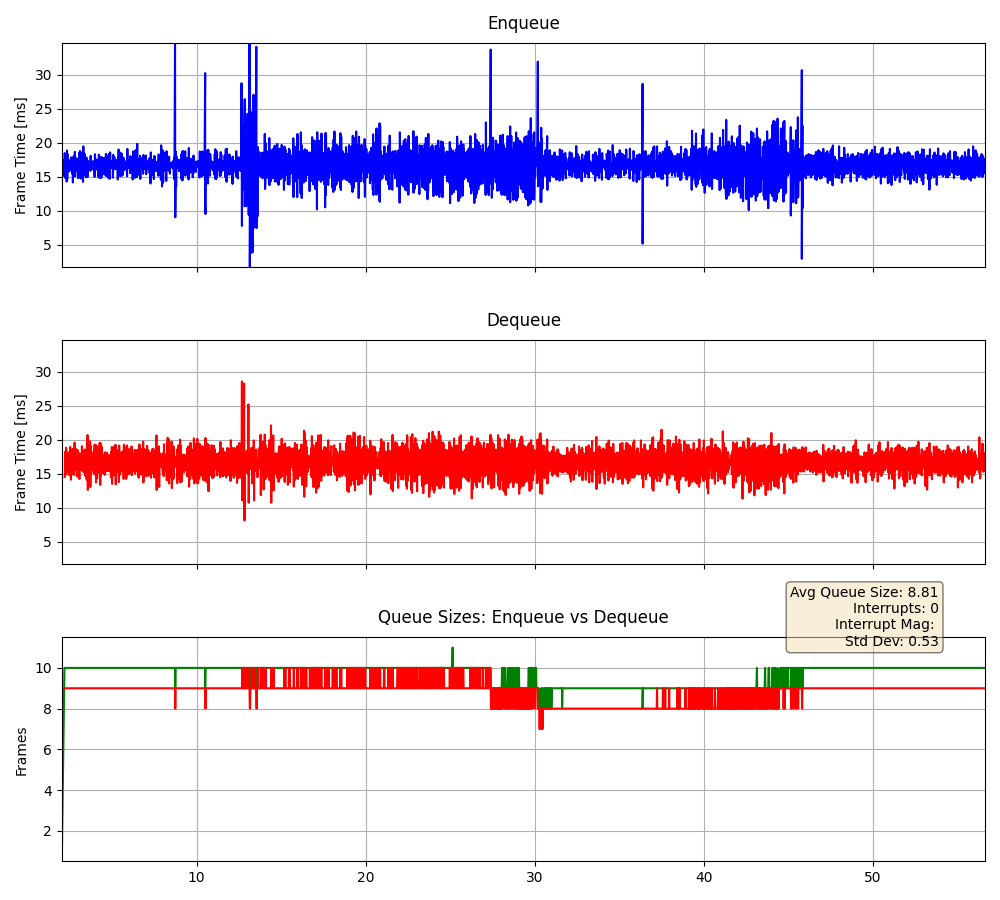 Enqueue
Frame Time [ms]
30
25
20
15
10
5
Dequeue
Frame Time [ms]
30
25
20
15
10
5
Avg Queue Size: 8.81
Interrupts: 0
Interrupt Mag:
Std Dev: 0.53
Queue Sizes: Enqueue vs Dequeue
Frames
10
8
6
4
2
10 20 30 40 50